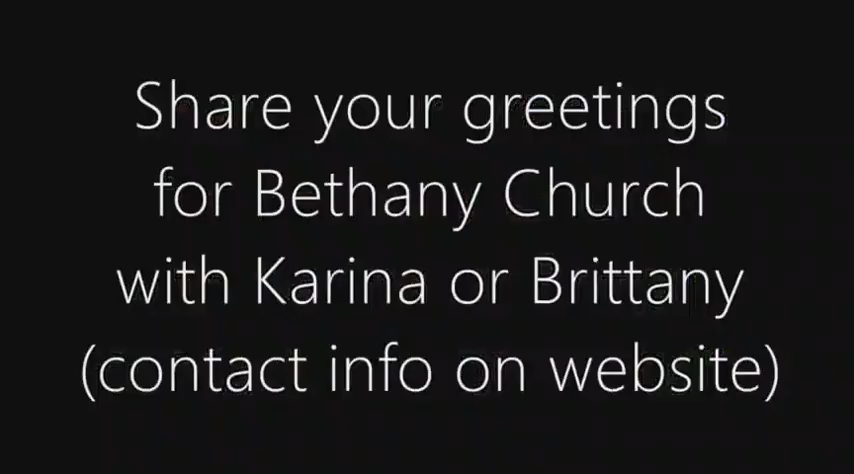 Share your greetings
for Bethany Church
with Karina or Brittany
(contact info on website)